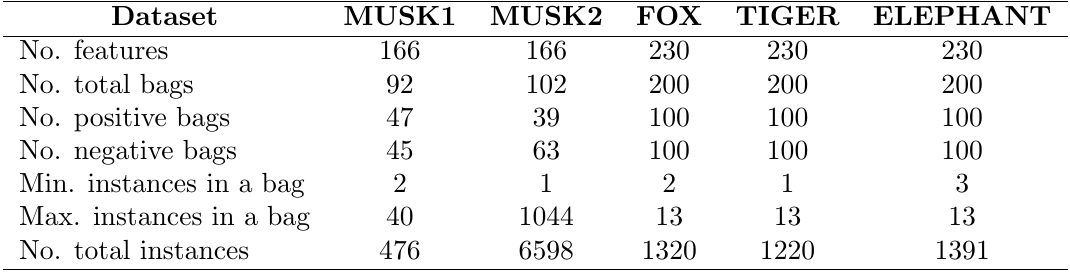 Dataset MUSK1 MUSK2 FOX TIGER ELEPHANT
No. features 166 166 230 230 230
No. total bags 92 102 200 200 200
No. positive bags 47 39 100 100 100
No. negative bags 45 63 100 100 100
Min. instances in a bag 2 1 2 1 3
Max. instances in a bag 40 1044 13 13 13
No. total instances 476 6598 1320 1220 1391